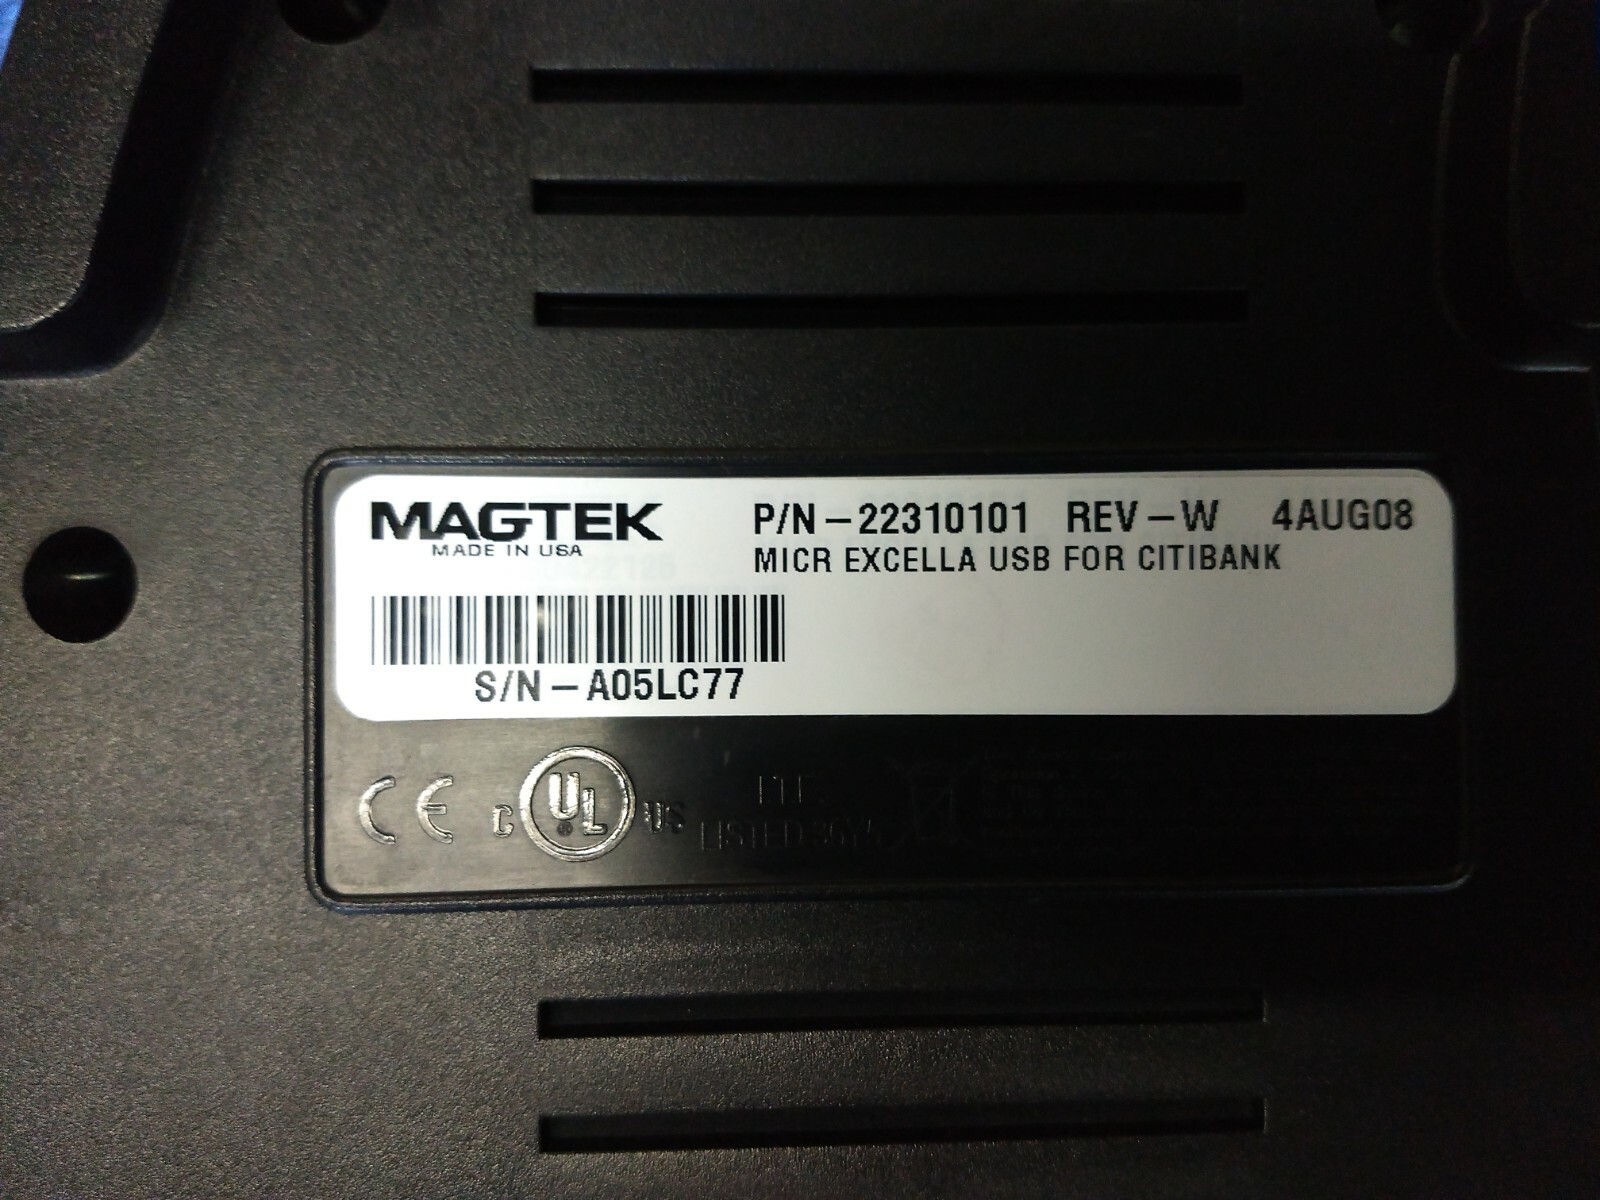 MAGTEK
MADE IN USA
P/N-22310101 REV-W 4AUG08
MICR EXCELLA USB FOR CITIBANK
S/N-A05LC77
CE
C UL US
LISTED